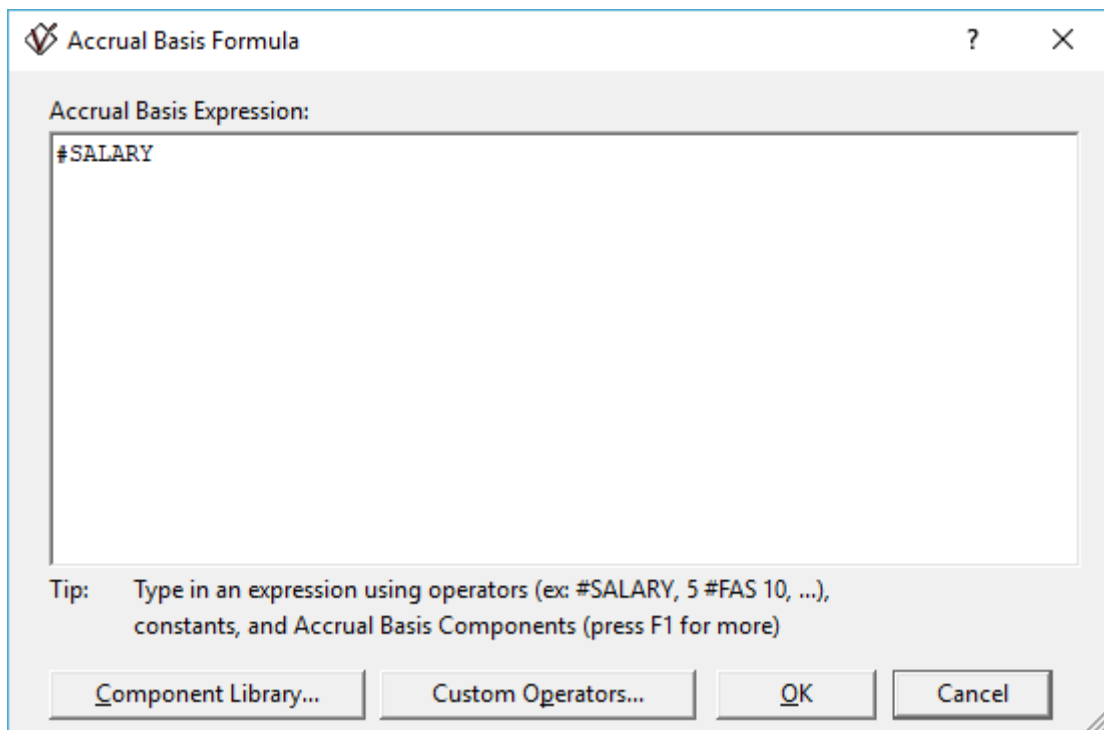 Accrual Basis Formula ?
Accrual Basis Expression:
#SALARY
Tip: Type in an expression using operators (ex: #SALARY, 5 #FAS 10, ...),
constants, and Accrual Basis Components (press F1 for more)
Component Library... Custom Operators... OK Cancel